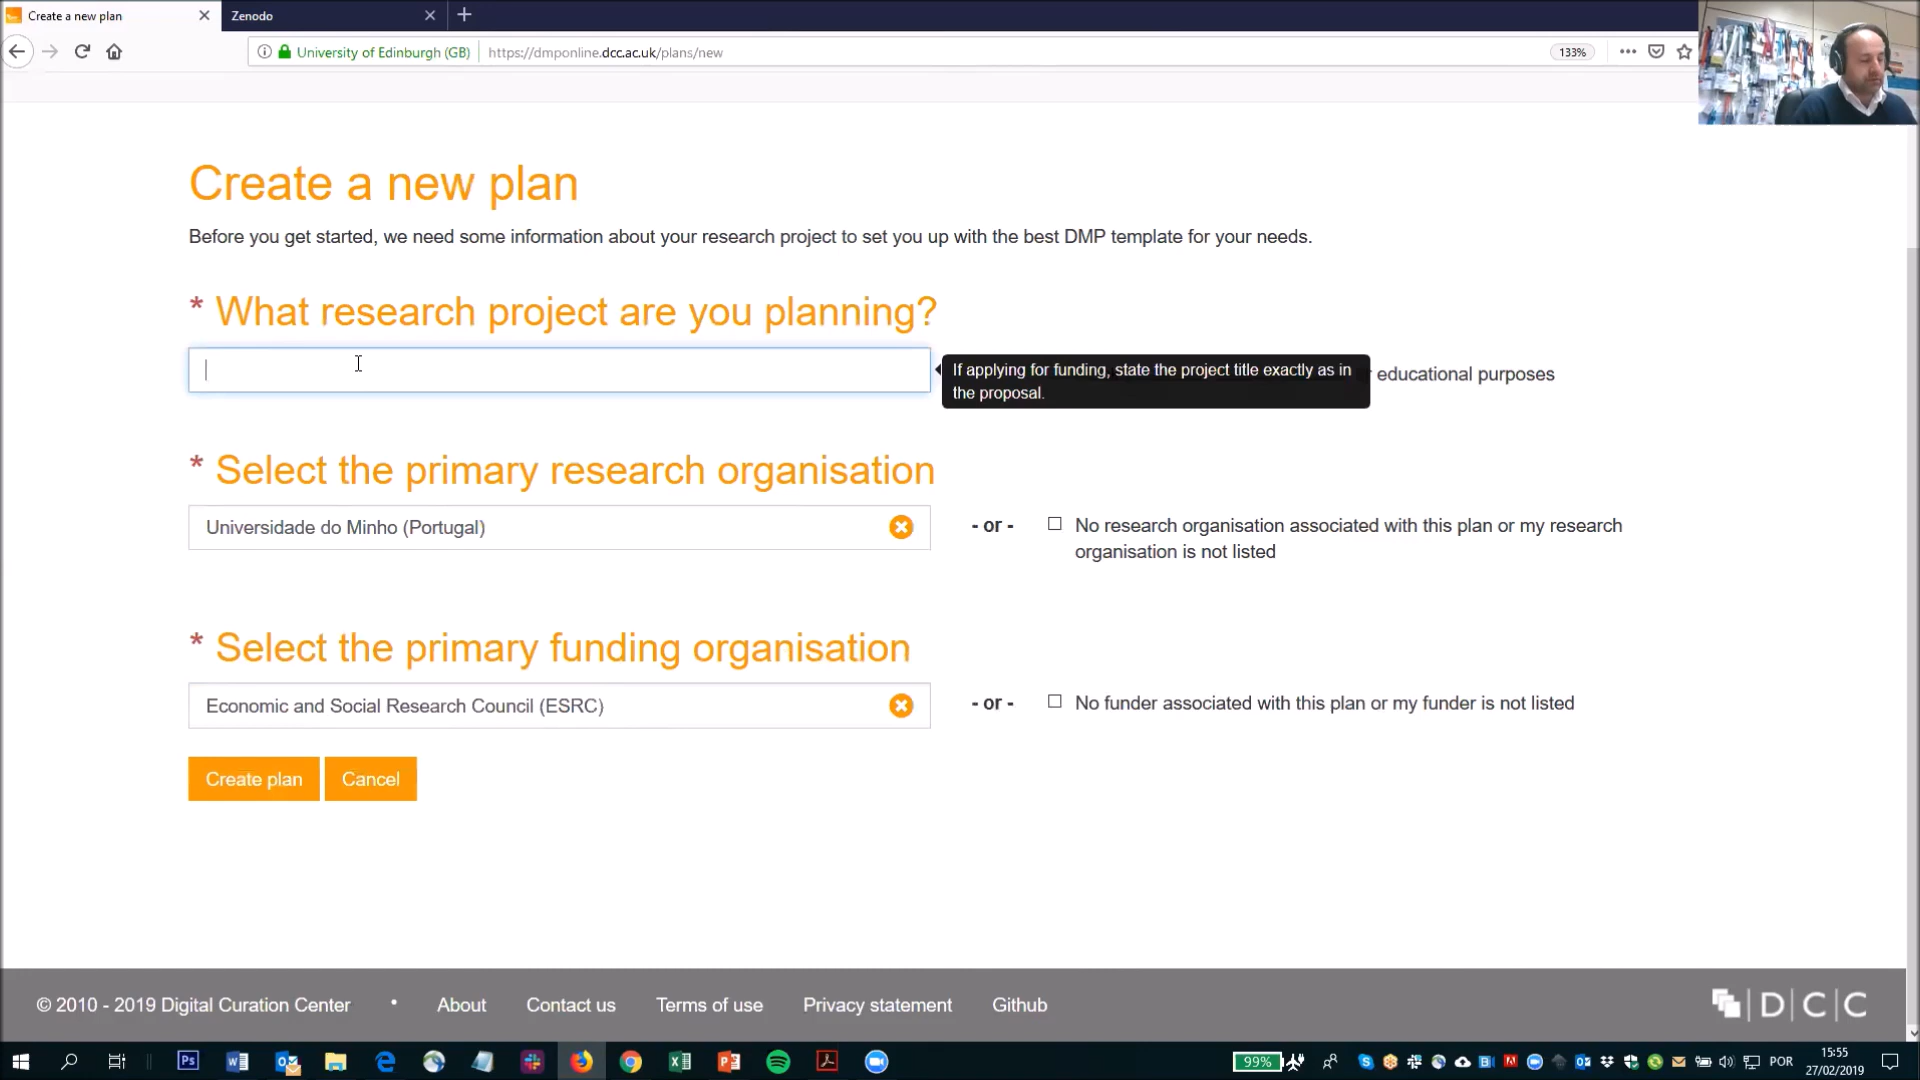 Create a new plan
Zenodo
University of Edinburgh (GB)
https://dmponline.dcc.ac.uk/plans/new
133%
Create a new plan
Before you get started, we need some information about your research project to set you up with the best DMP template for your needs.
* What research project are you planning?
If applying for funding, state the project title exactly as in
the proposal.
educational purposes
* Select the primary research organisation
Universidade do Minho (Portugal)
- or -
No research organisation associated with this plan or my research
organisation is not listed
* Select the primary funding organisation
Economic and Social Research Council (ESRC)
- or -
No funder associated with this plan or my funder is not listed
Create plan
Cancel
© 2010 - 2019 Digital Curation Center
•
About
Contact us
Terms of use
Privacy statement
Github
D|C|C
99%
POR
15:55
27/02/2019